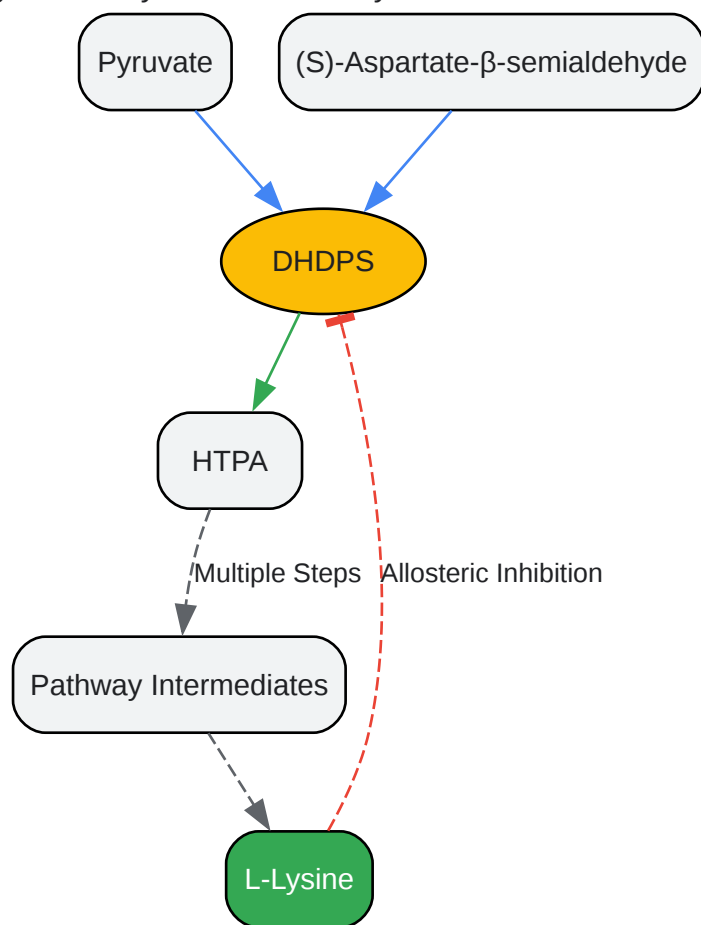 Pyruvate
(S)-Aspartate-β-semialdehyde
DHDPS
HTPA
Multiple Steps
Allosteric Inhibition
Pathway Intermediates
L-Lysine